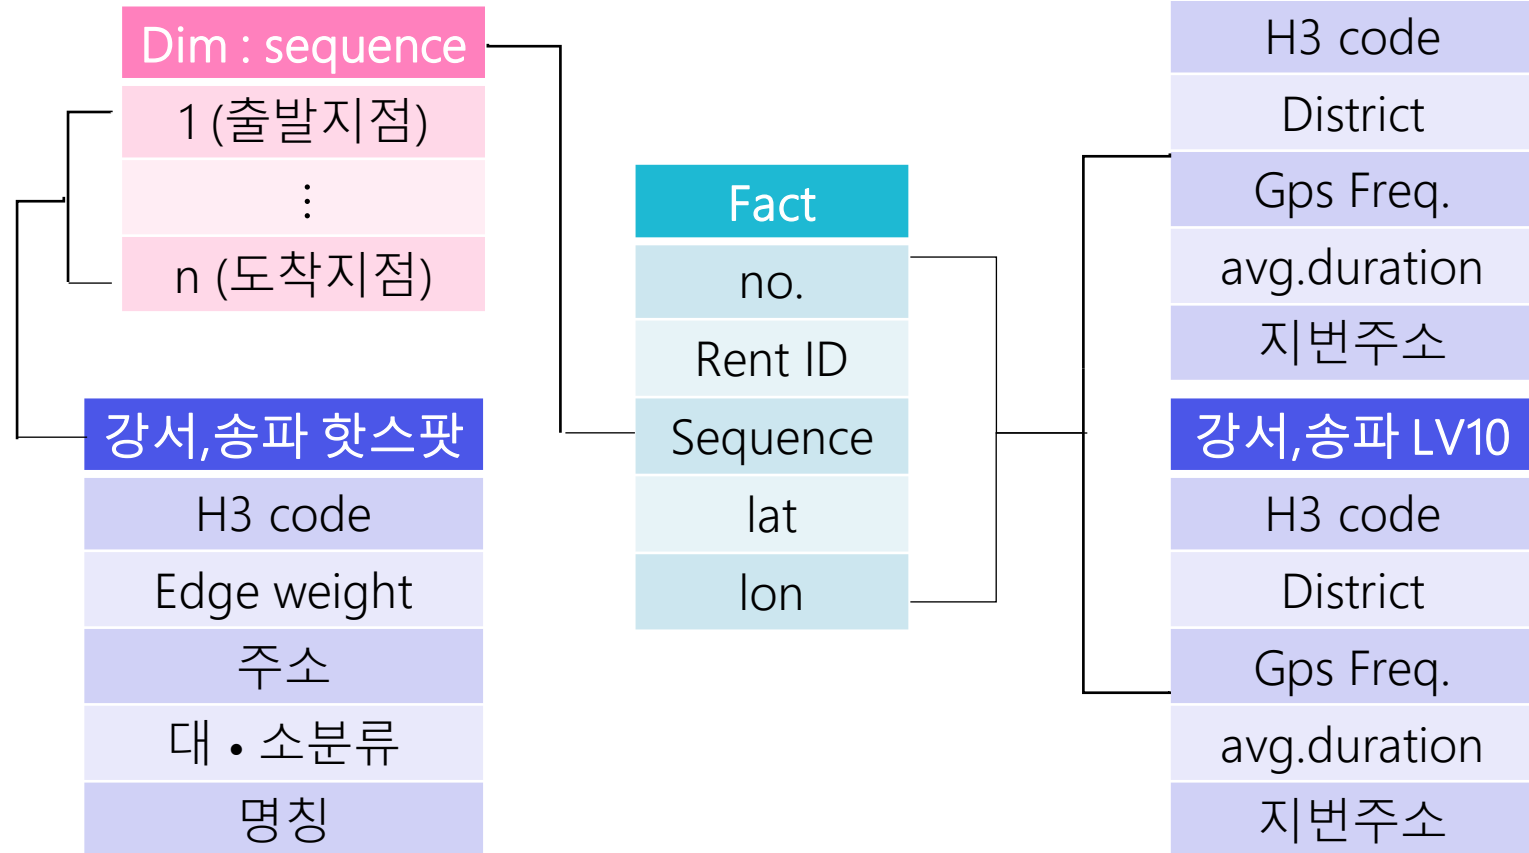 Dim : sequence
1 (출발지점)
⋮
n (도착지점)
강서,송파 핫스팟
H3 code
Edge weight
주소
대 • 소분류
명칭
Fact
no.
Rent ID
Sequence
lat
lon
H3 code
District
Gps Freq.
avg.duration
지번주소
강서,송파 LV10
H3 code
District
Gps Freq.
avg.duration
지번주소